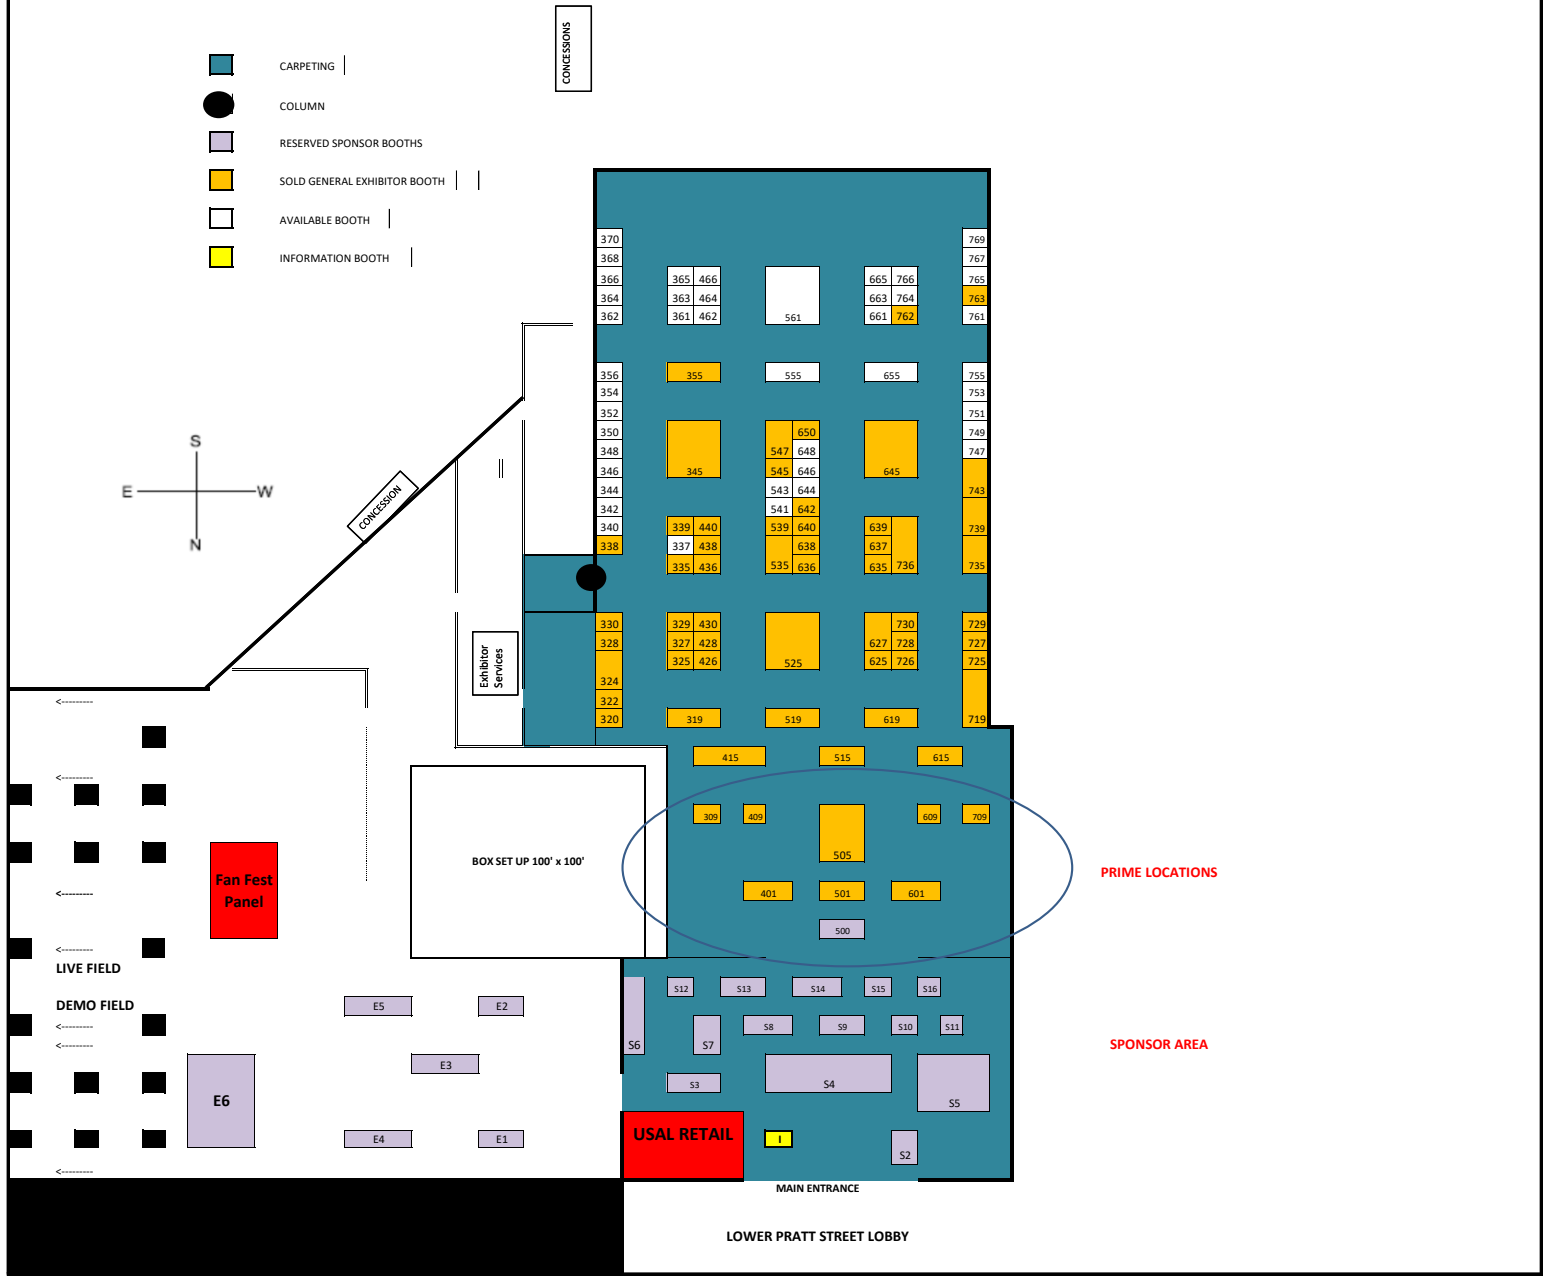 CONCESSIONS
CARPETING
COLUMN
RESERVED SPONSOR BOOTHS
SOLD GENERAL EXHIBITOR BOOTH
AVAILABLE BOOTH
INFORMATION BOOTH
370 769
368 767
366 365 466 665 766 765
364 363 464 663 764 763
362 361 462 561 661 762 761
356 355 555 655 755
354 753
352 751
350 650 749
348 547 648 747
346 345 545 646 645
344 543 644 743
342 541 642
340 339 440 539 640 639 739
338 337 438 638 637
335 436 535 636 635 736 735
S
E W
N
CONCESSION
Exhibitor
Services
330 329 430 730 729
328 327 428 627 728 727
325 426 525 625 726 725
324
322
320 319 519 619 719
415 515 615
309 409 609 709
505
401 501 601
500
BOX SET UP 100' x 100'
PRIME LOCATIONS
Fan Fest
Panel
<---------
<---------
<---------
<---------
LIVE FIELD
DEMO FIELD
<---------
<---------
<---------
S12 S13 S14 S15 S16
E5 E2
S8 S9 S10 S11
S6 S7
SPONSOR AREA
E3
S3 S4
E6
S5
USAL RETAIL
E4 E1 I
S2
MAIN ENTRANCE
LOWER PRATT STREET LOBBY